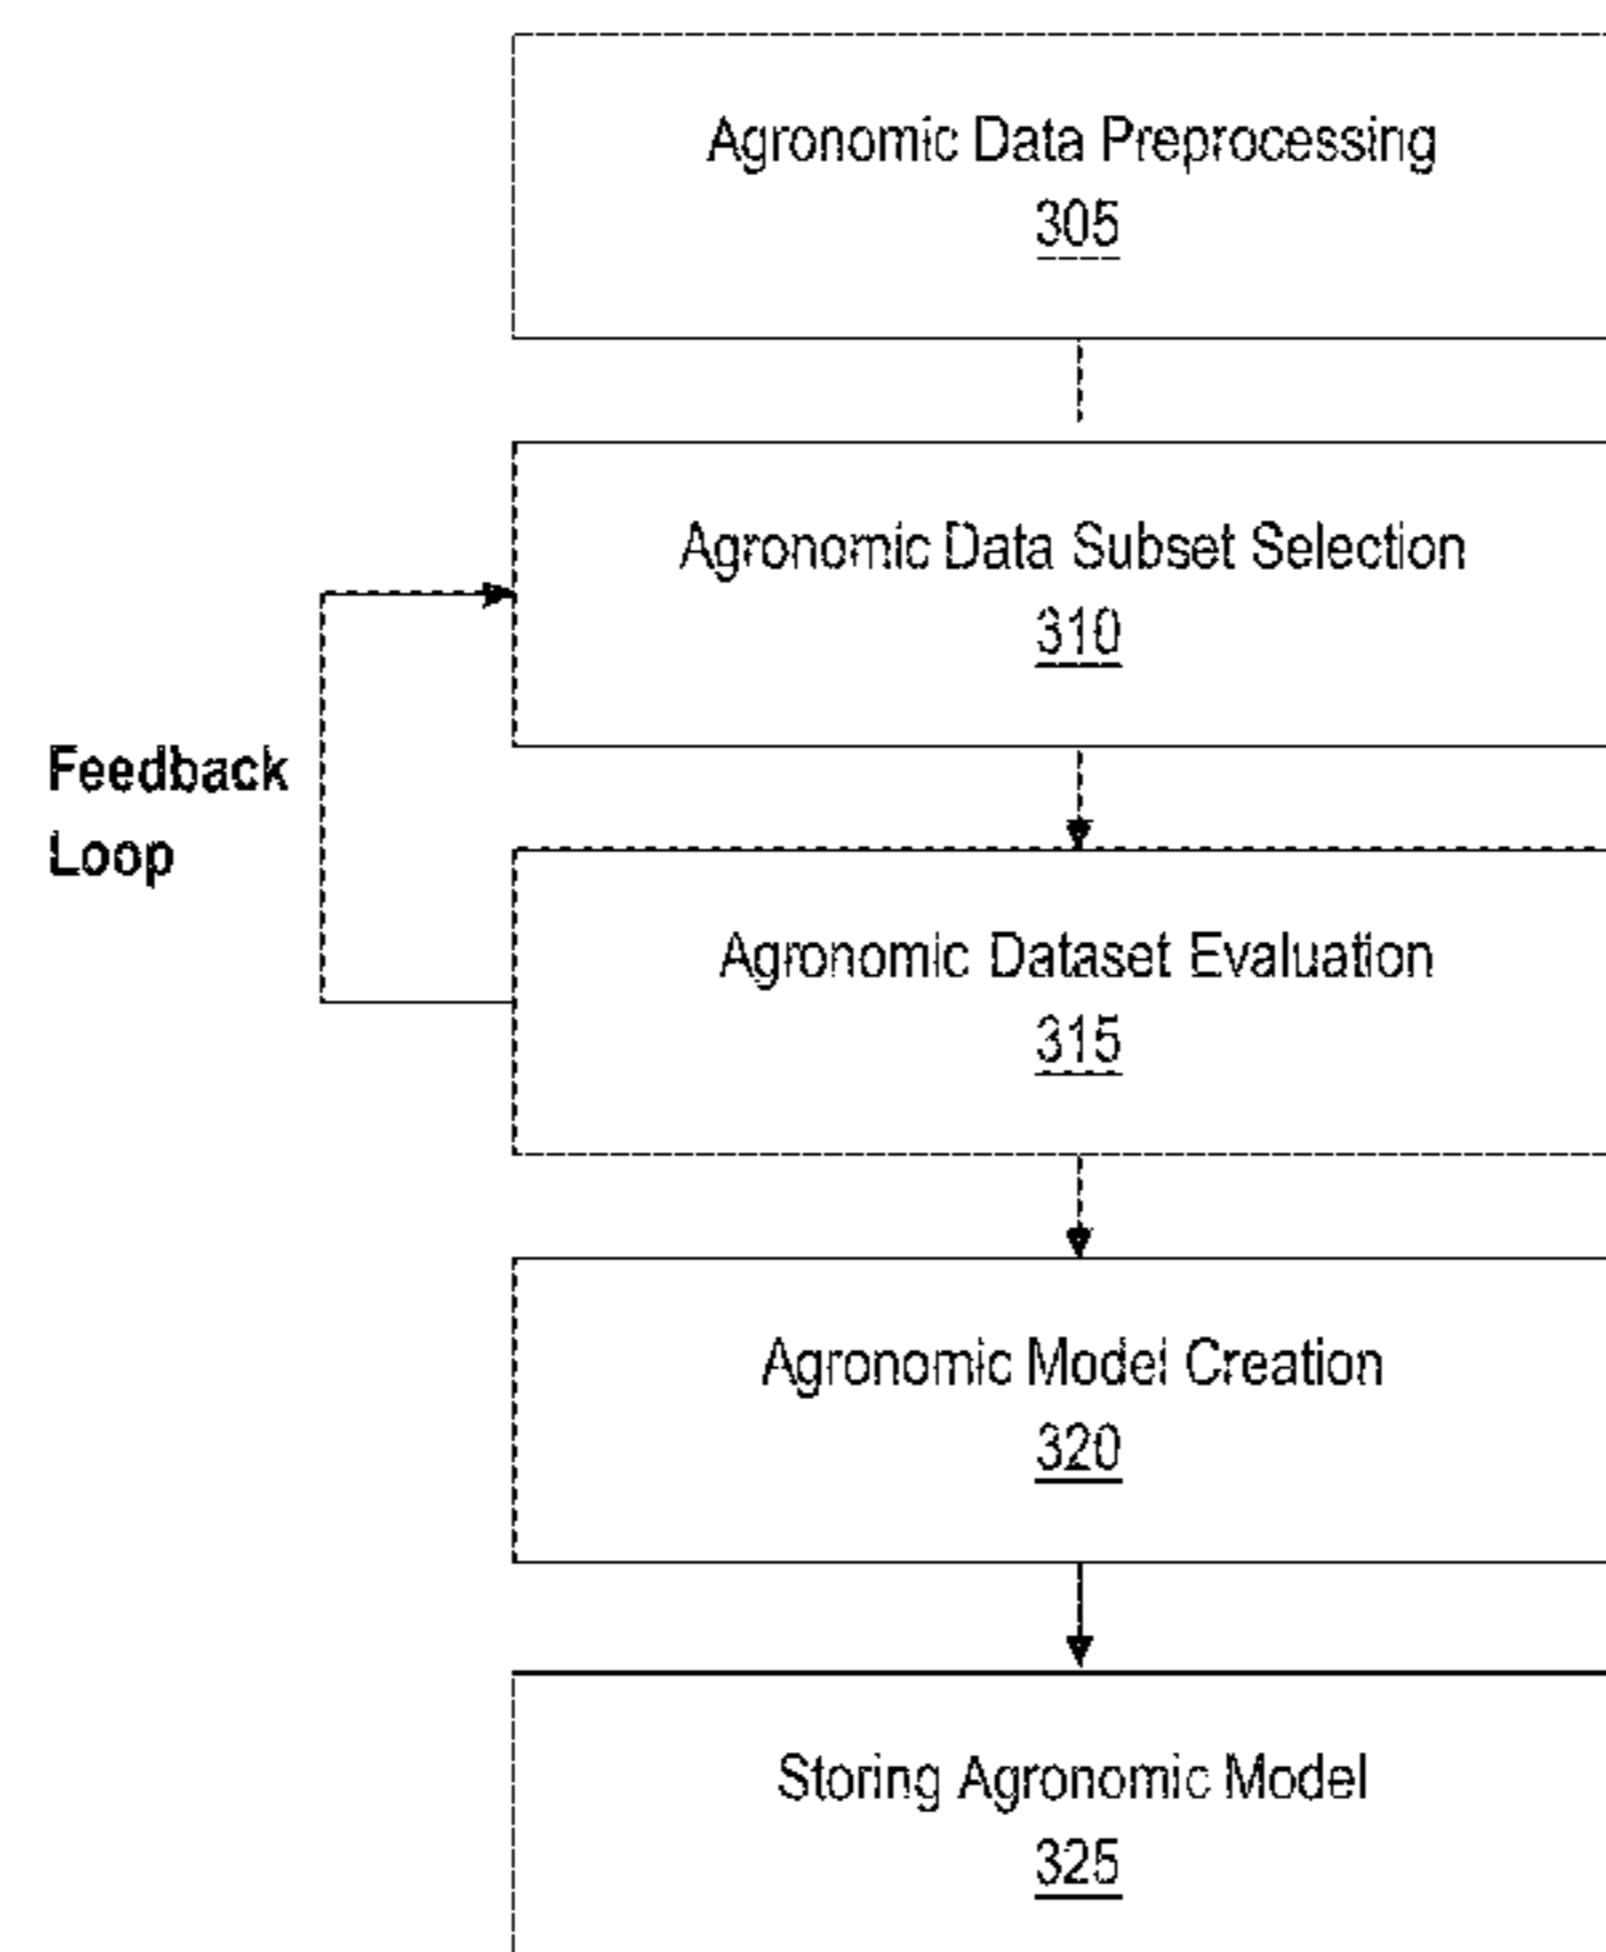 Agronomic Data Preprocessing
305
Agronomic Data Subset Selection
310
Feedback
Loop
Agronomic Dataset Evaluation
315
Agronomic Model Creation
320
Storing Agronomic Model
325